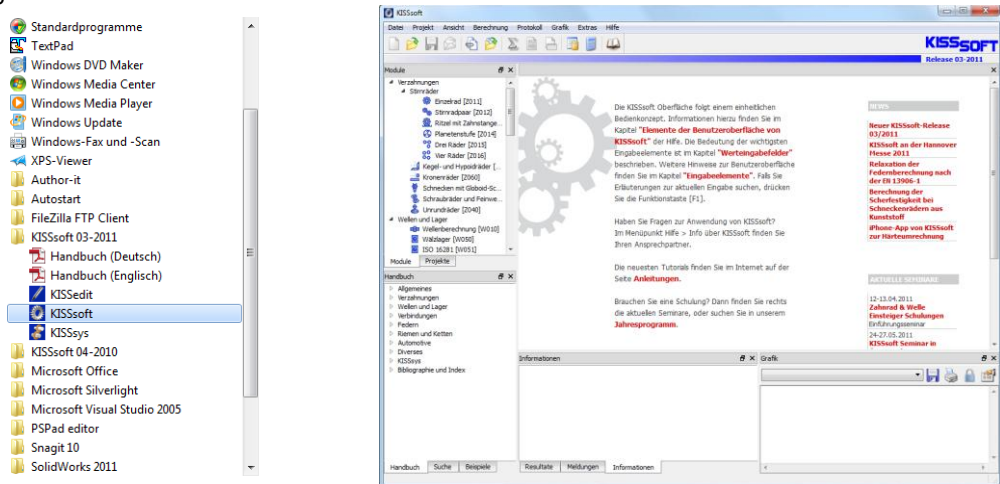 Standardprogramme
TextPad
Windows DVD Maker
Windows Media Center
Windows Media Player
Windows Update
Windows-Fax und -Scan
XPS-Viewer
Author-it
Autostart
FileZilla FTP Client
KISSsoft 03-2011
Handbuch (Deutsch)
Handbuch (Englisch)
KISSedit
KISSsoft
KISSsys
KISSsoft 04-2010
Microsoft Office
Microsoft Silverlight
Microsoft Visual Studio 2005
PSPad editor
Snagit 10
SolidWorks 2011
KISSsoft
Datei Projekt Ansicht Berechnung Protokoll Grafik Extras Hilfe
KISSsoft
Release 03-2011
Module
Verzahnungen
Stirnräder
Einzelrad [Z011]
Stirnradpaar [Z012]
Ritzel mit Zahnstange...
Planetenstufe [Z014]
Drei Räder [Z015]
Vier Räder [Z016]
Kegel-und Hypoidräder [...
Kronenräder [Z060]
Schnecken mit Globoid-Sc...
Schraubräder und Feinwe...
Unrundräder [Z040]
Wellen und Lager
Wellenberechnung [W010]
Wälzlager [W050]
ISO 16281 [W051]
Module Projekte
Handbuch
Allgemeines
Verzahnungen
Wellen und Lager
Verbindungen
Federn
Riemen und Ketten
Automotive
Diverses
KISSsys
Bibliographie und Index
Handbuch Suche Beispiele
Die KISSsoft Oberfläche folgt einem einheitlichen
Bedienkonzept. Informationen hierzu finden Sie im
Kapitel "Elemente der Benutzeroberfläche von
KISSsoft" der Hilfe. Die Bedeutung der wichtigsten
Eingabeelemente ist im Kapitel "Werteingabefelder"
beschrieben. Weitere Hinweise zur Benutzeroberfläche
finden Sie im Kapitel "Eingabeelemente". Falls Sie
Erläuterungen zur aktuellen Eingabe suchen, drücken
Sie die Funktionstaste [F1].
Haben Sie Fragen zur Anwendung von KISSsoft?
Im Menüpunkt Hilfe > Info über KISSsoft finden Sie
Ihren Ansprechpartner.
Die neuesten Tutorials finden Sie im Internet auf der
Seite Anleitungen.
Brauchen Sie eine Schulung? Dann finden Sie rechts
die aktuellen Seminare, oder suchen Sie in unserem
Jahresprogramm.
NEWS
Neuer KISSsoft-Release
03/2011
KISSsoft an der Hannover
Messe 2011
Relaxation der
Federnberechnung nach
der EN 13906-1
Berechnung der
Scherfestigkeit bei
Schneckenrädern aus
Kunststoff
iPhone-App von KISSsoft
zur Härteumrechnung
AKTUELLE SEMINARE
12-13.04.2011
Zahnrad & Welle
Einsteiger Schulungen
Einführungsseminar
24-27.05.2011
KISSsoft Seminar in
Informationen
Resultate Meldungen Informationen
Grafik